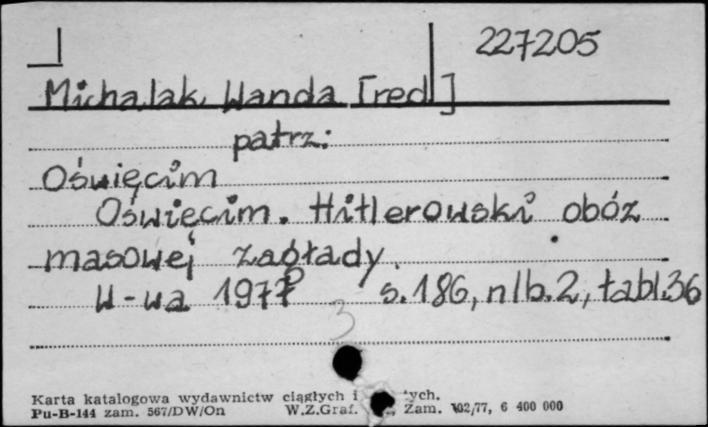 227205
Michalak Wanda [red]
patrz:
Oświęcim
Oświęcim. Hitlerowski obóz
masowej zagłady.
W-wa 1977 s.186, nlb.2, tabl.36
3
Karta katalogowa wydawnictw ciągłych i
Pu-B-144 zam. 567/DW/On W.Z.Graf. Zam. 102/77, 6 400 000